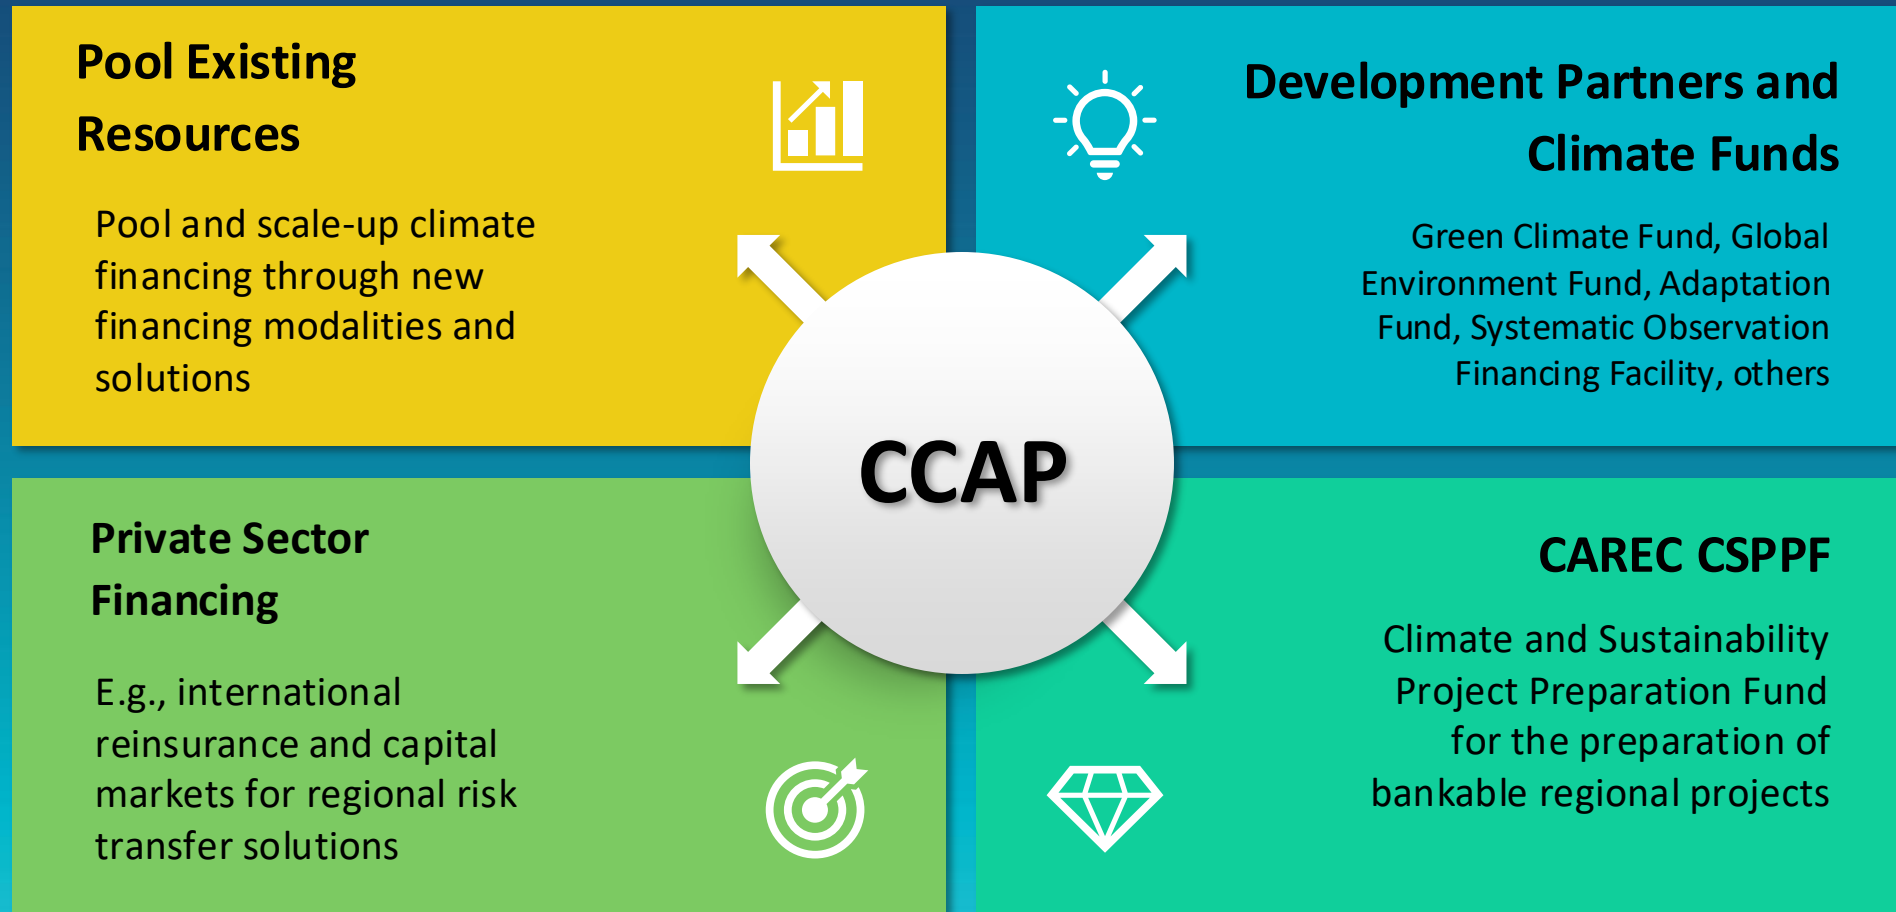 Pool Existing
Resources
Pool and scale-up climate
financing through new
financing modalities and
solutions
Development Partners and
Climate Funds
Green Climate Fund, Global
Environment Fund, Adaptation
Fund, Systematic Observation
Financing Facility, others
CCAP
Private Sector
Financing
E.g., international
reinsurance and capital
markets for regional risk
transfer solutions
CAREC CSPPF
Climate and Sustainability
Project Preparation Fund
for the preparation of
bankable regional projects